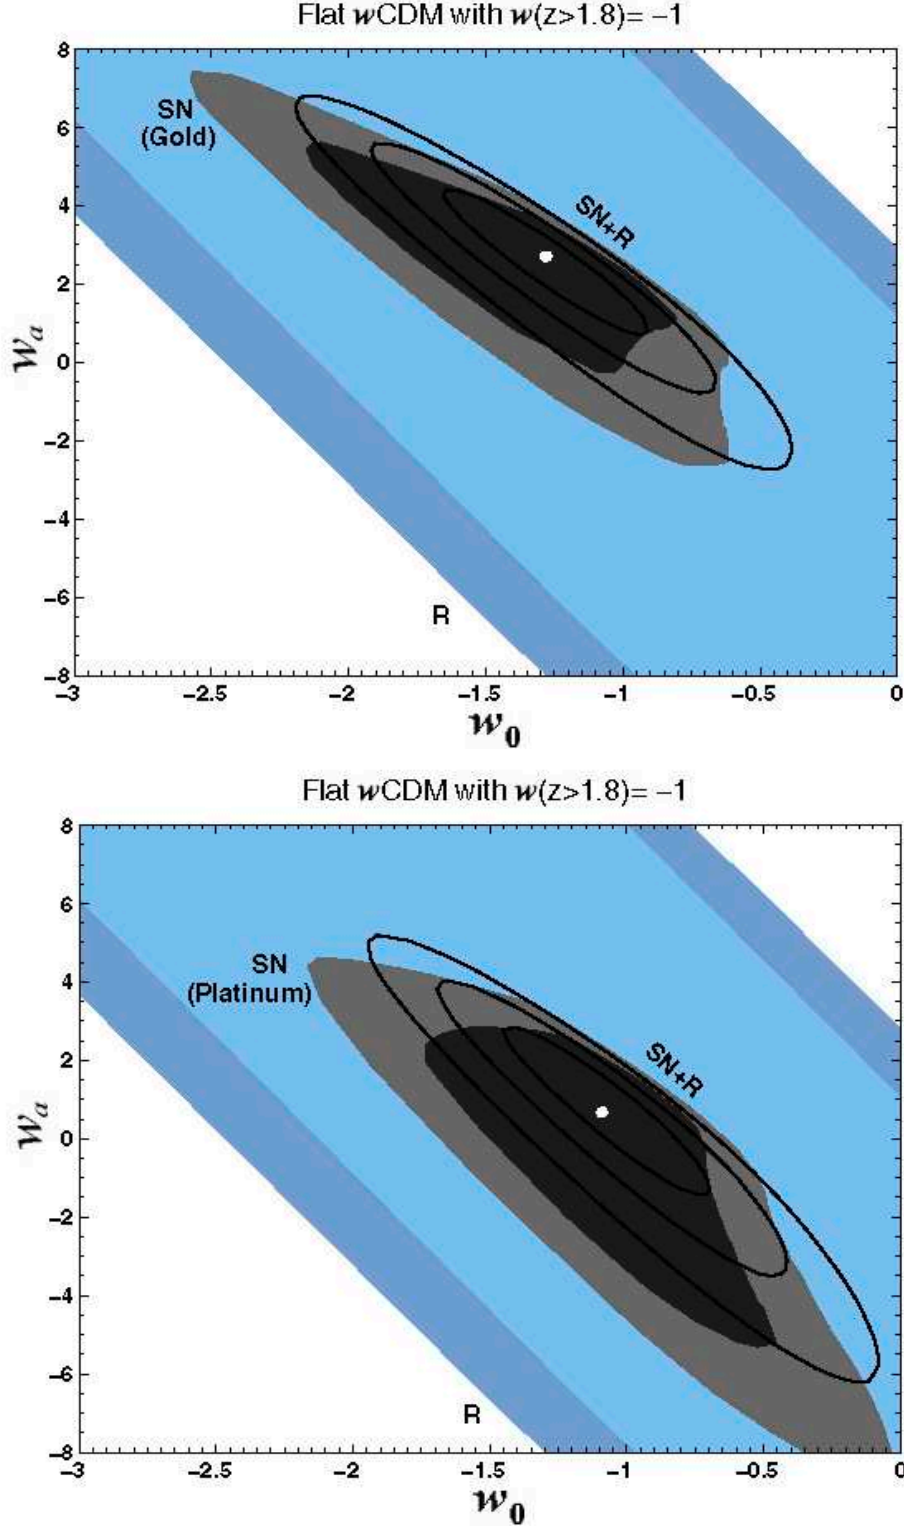 Flat wCDM with w(z>1.8)= −1
8
SN
(Gold)
6
4
SN+R
2
wa
0
−2
−4
−6
R
−8
−3 −2.5 −2 −1.5 −1 −0.5 0
w0
Flat wCDM with w(z>1.8)= −1
8
6
SN
(Platinum)
4
SN+R
2
wa
0
−2
−4
−6
R
−8
−3 −2.5 −2 −1.5 −1 −0.5 0
w0